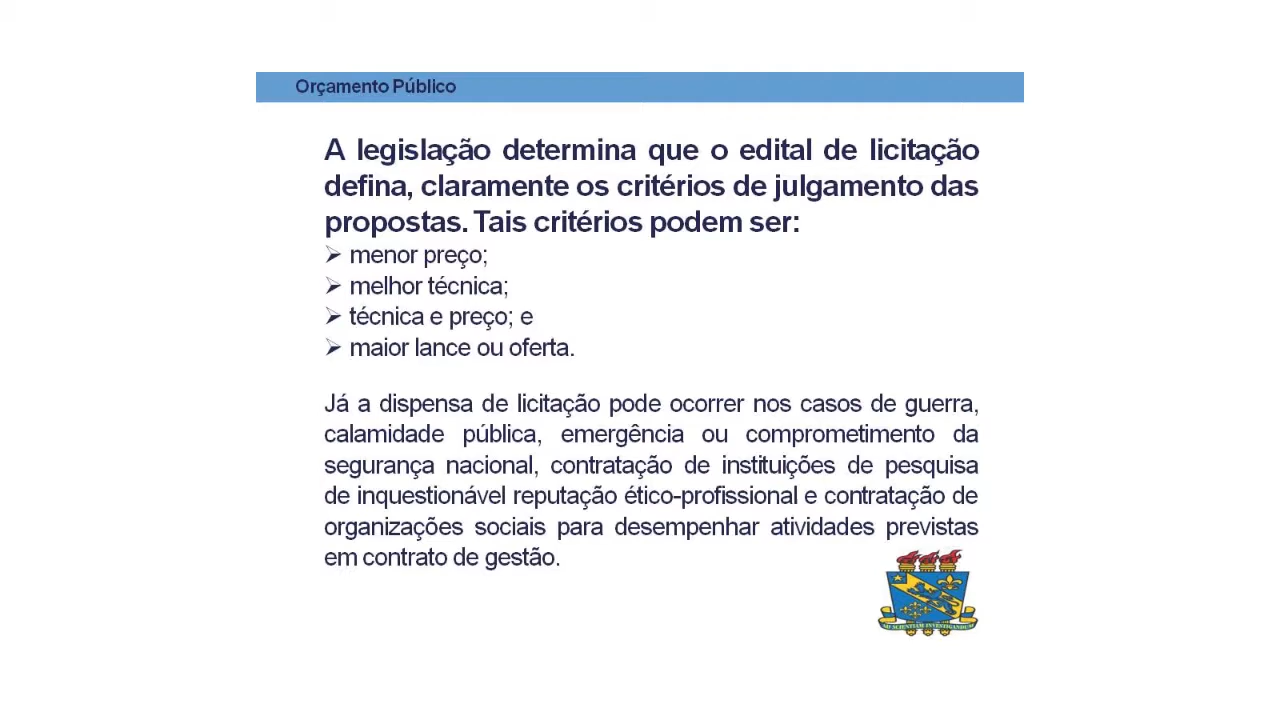 Orçamento Público
A legislação determina que o edital de licitação
defina, claramente os critérios de julgamento das
propostas. Tais critérios podem ser:
➢ menor preço;
➢ melhor técnica;
➢ técnica e preço; e
➢ maior lance ou oferta.
Já a dispensa de licitação pode ocorrer nos casos de guerra,
calamidade pública, emergência ou comprometimento da
segurança nacional, contratação de instituições de pesquisa
de inquestionável reputação ético-profissional e contratação de
organizações sociais para desempenhar atividades previstas
em contrato de gestão.